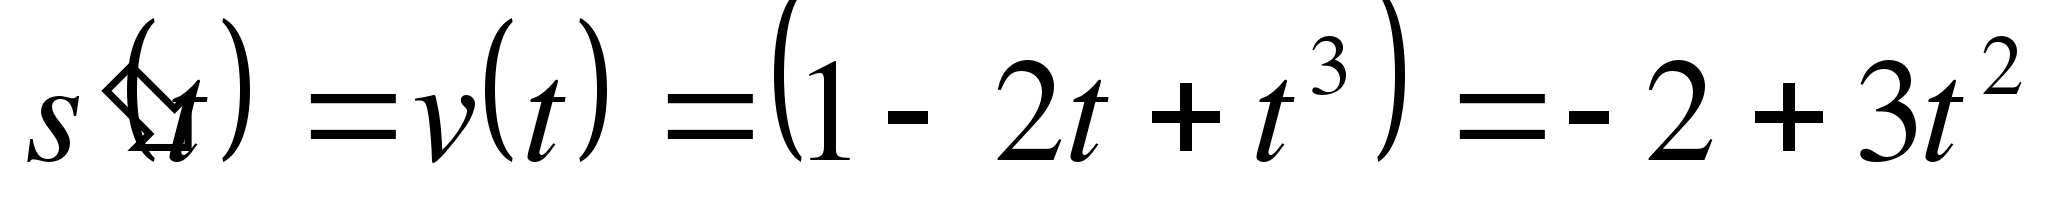 s(t) = v(t) = (1 - 2t + t³) = - 2 + 3t²